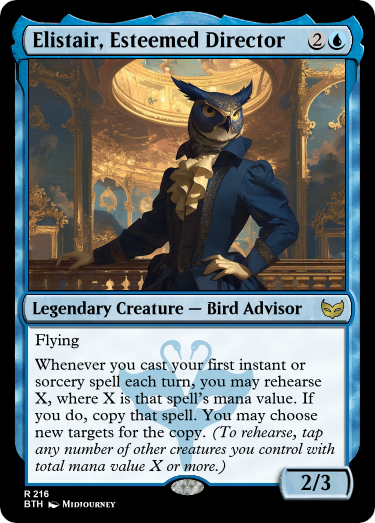 Elistair, Esteemed Director 2
Legendary Creature — Bird Advisor
Flying
Whenever you cast your first instant or
sorcery spell each turn, you may rehearse
X, where X is that spell's mana value. If
you do, copy that spell. You may choose
new targets for the copy. (To rehearse, tap
any number of other creatures you control with
total mana value X or more.)
2/3
R 216
BTH MIDJOURNEY